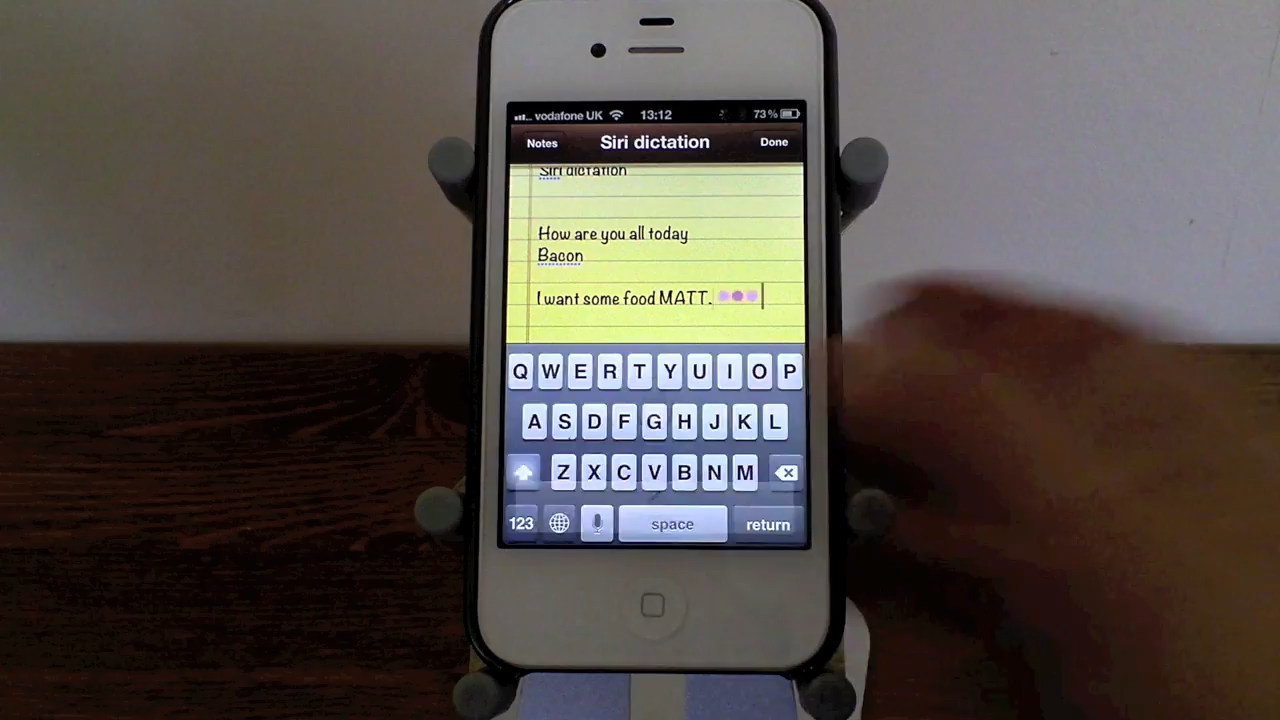 vodafone UK 13:12 73%
Notes Siri dictation Done
Siri dictation
How are you all today
Bacon
I want some food MATT.
Q W E R T Y U I O P
A S D F G H J K L
Z X C V B N M
123 space return